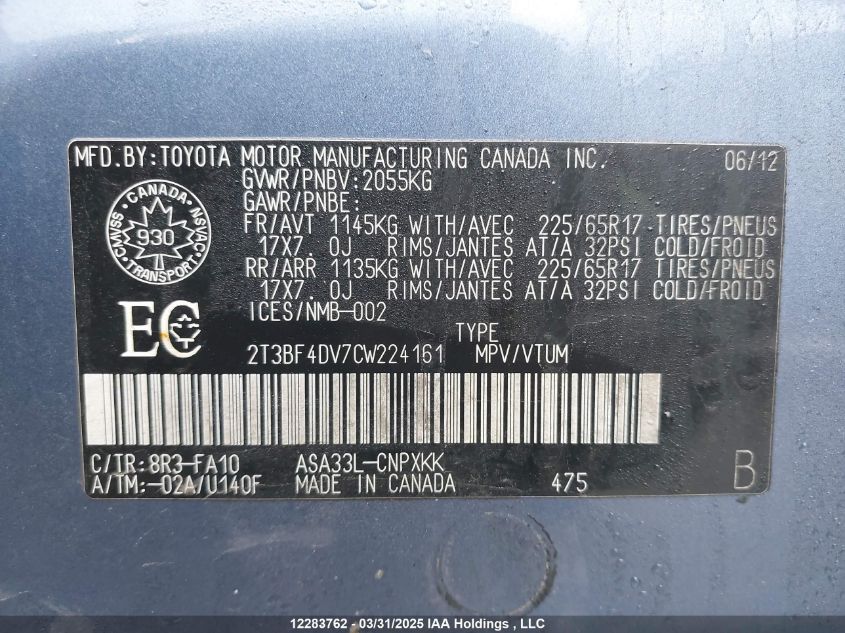 MFD.BY:TOYOTA MOTOR MANUFACTURING CANADA INC. 06/12
GVWR/PNBV:2055KG
GAWR/PNBE:
FR/AVT 1145KG WITH/AVEC 225/65R17 TIRES/PNEUS
17X7. 0J RIMS/JANTES AT/A 32PSI COLD/FROID
RR/ARR 1135KG WITH/AVEC 225/65R17 TIRES/PNEUS
17X7. 0J RIMS/JANTES AT/A 32PSI COLD/FROID
ICES/NMB-002
CANADA
CMVSS
930
NSVAC
TRANSPORT
EC
TYPE
2T3BF4DV7CW224161 MPV/VTUM
C/TR:8R3-FA10 ASA33L-CNPXKK
A/TM:-02A/U140F MADE IN CANADA 475 B
12283762 - 03/31/2025 IAA Holdings , LLC